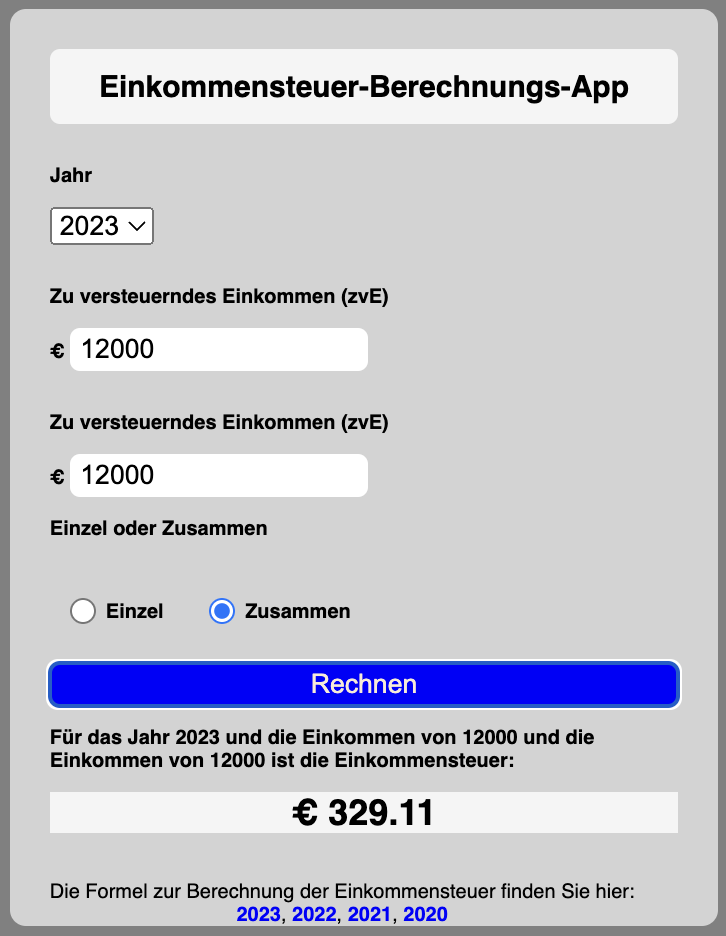 Einkommensteuer-Berechnungs-App
Jahr
2023
Zu versteuerndes Einkommen (zvE)
€ 12000
Zu versteuerndes Einkommen (zvE)
€ 12000
Einzel oder Zusammen
Einzel Zusammen
Rechnen
Für das Jahr 2023 und die Einkommen von 12000 und die
Einkommen von 12000 ist die Einkommensteuer:
€ 329.11
Die Formel zur Berechnung der Einkommensteuer finden Sie hier:
2023, 2022, 2021, 2020